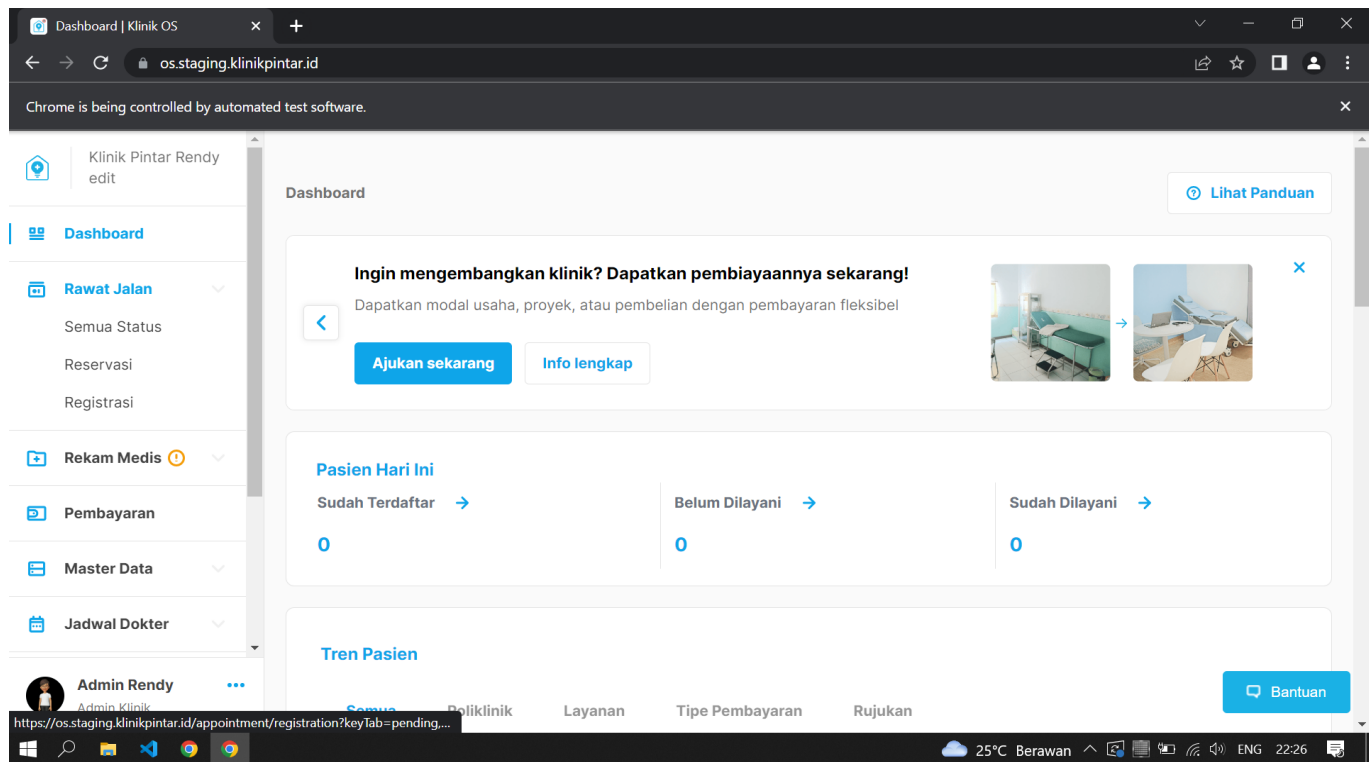 Dashboard | Klinik OS
os.staging.klinikpintar.id
Chrome is being controlled by automated test software.
Klinik Pintar Rendy
edit
Dashboard
Rawat Jalan
Semua Status
Reservasi
Registrasi
Rekam Medis
Pembayaran
Master Data
Jadwal Dokter
Admin Rendy
Admin Klinik
Dashboard
Lihat Panduan
Ingin mengembangkan klinik? Dapatkan pembiayaannya sekarang!
Dapatkan modal usaha, proyek, atau pembelian dengan pembayaran fleksibel
Ajukan sekarang
Info lengkap
Pasien Hari Ini
Sudah Terdaftar
0
Belum Dilayani
0
Sudah Dilayani
0
Tren Pasien
Semua Poliklinik Layanan Tipe Pembayaran Rujukan
Bantuan
https://os.staging.klinikpintar.id/appointment/registration?keyTab=pending,...
25°C Berawan ENG 22:26